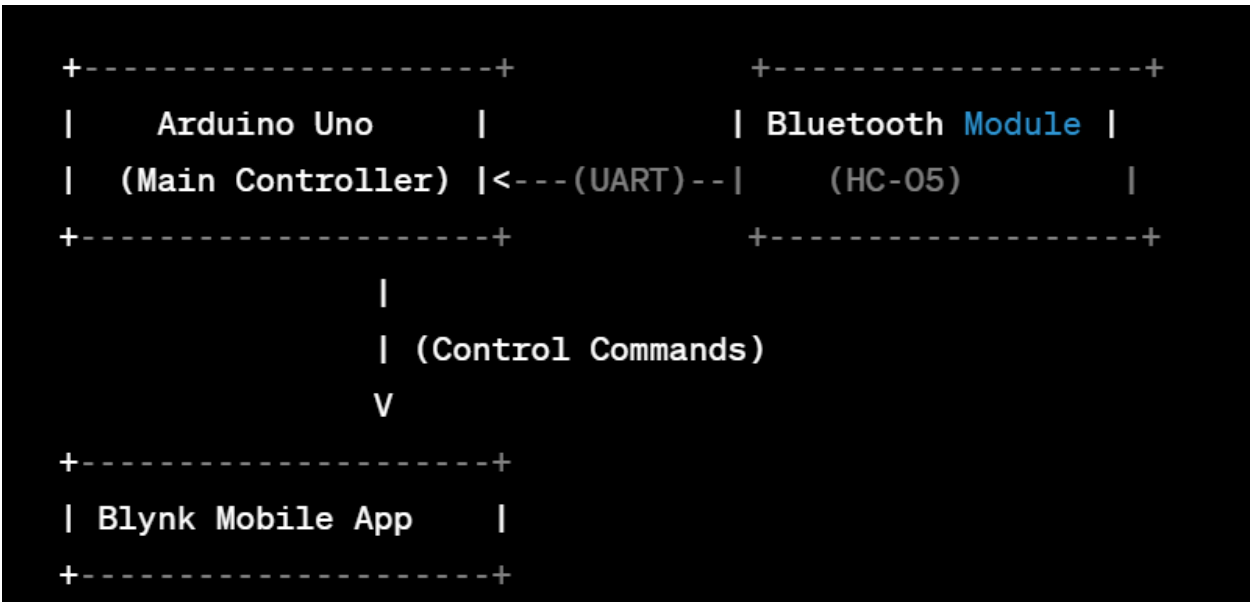 +---------------------+ +-------------------+
| Arduino Uno | | Bluetooth Module |
| (Main Controller) |<---(UART)--| (HC-05) |
+---------------------+ +-------------------+
|
| (Control Commands)
V
+---------------------+
| Blynk Mobile App |
+---------------------+